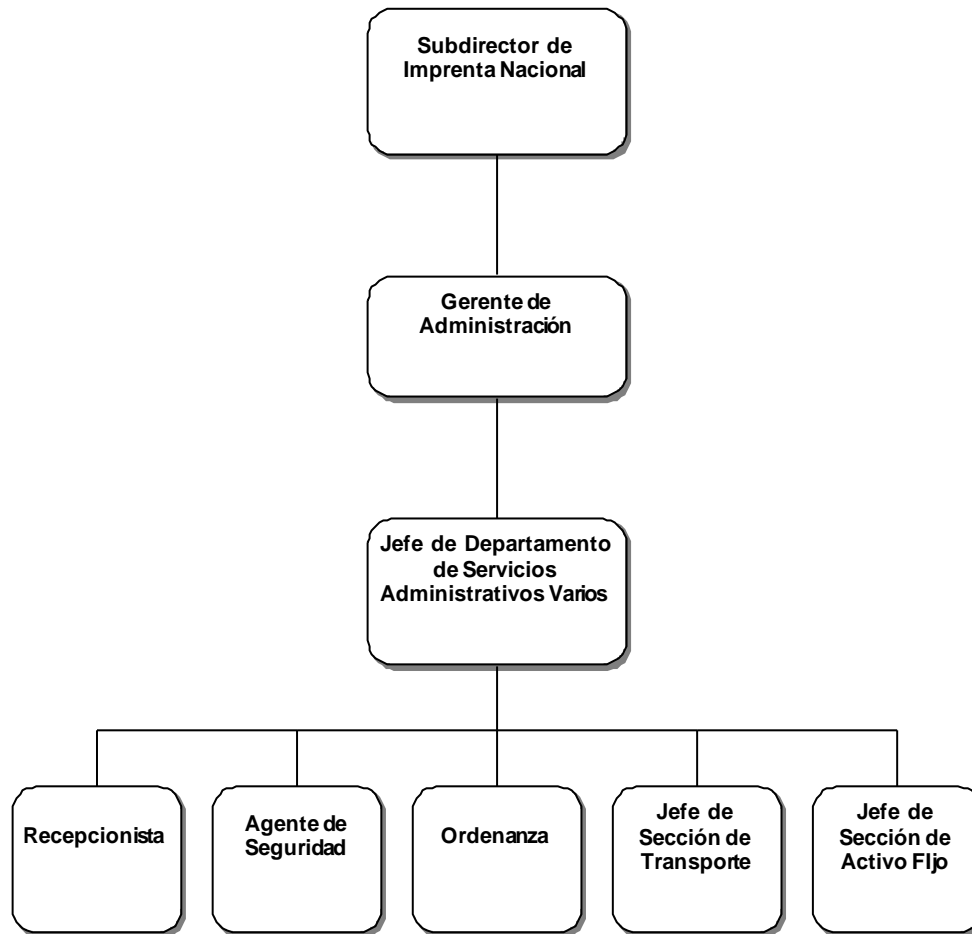 Subdirector de
Imprenta Nacional
Gerente de
Administración
Jefe de Departamento
de Servicios
Administrativos Varios
Recepcionista
Agente de
Seguridad
Ordenanza
Jefe de
Sección de
Transporte
Jefe de
Sección de
Activo FIjo